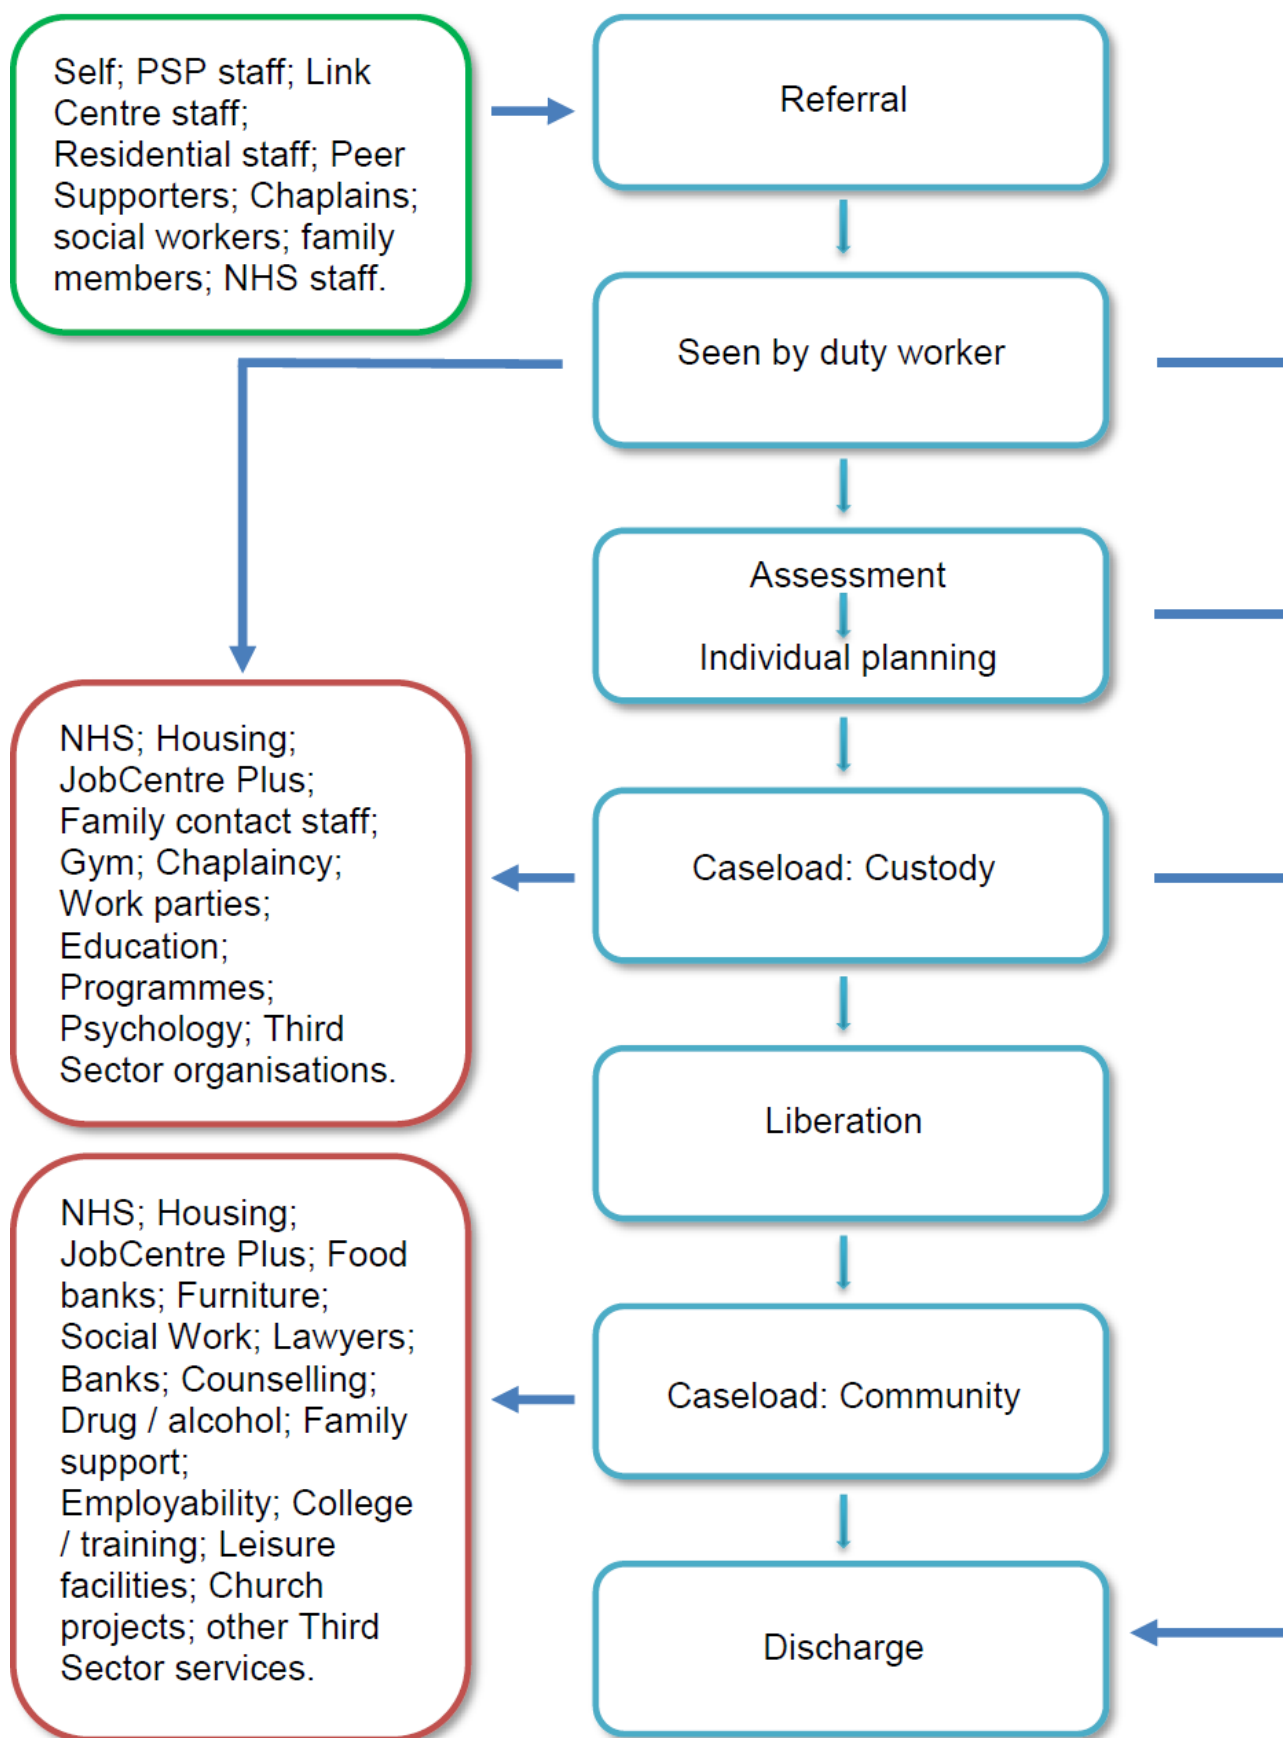 Self; PSP staff; Link
Centre staff;
Residential staff; Peer
Supporters; Chaplains;
social workers; family
members; NHS staff.
Referral
Seen by duty worker
Assessment
Individual planning
NHS; Housing;
JobCentre Plus;
Family contact staff;
Gym; Chaplaincy;
Work parties;
Education;
Programmes;
Psychology; Third
Sector organisations.
Caseload: Custody
Liberation
NHS; Housing;
JobCentre Plus; Food
banks; Furniture;
Social Work; Lawyers;
Banks; Counselling;
Drug / alcohol; Family
support;
Employability; College
/ training; Leisure
facilities; Church
projects; other Third
Sector services.
Caseload: Community
Discharge